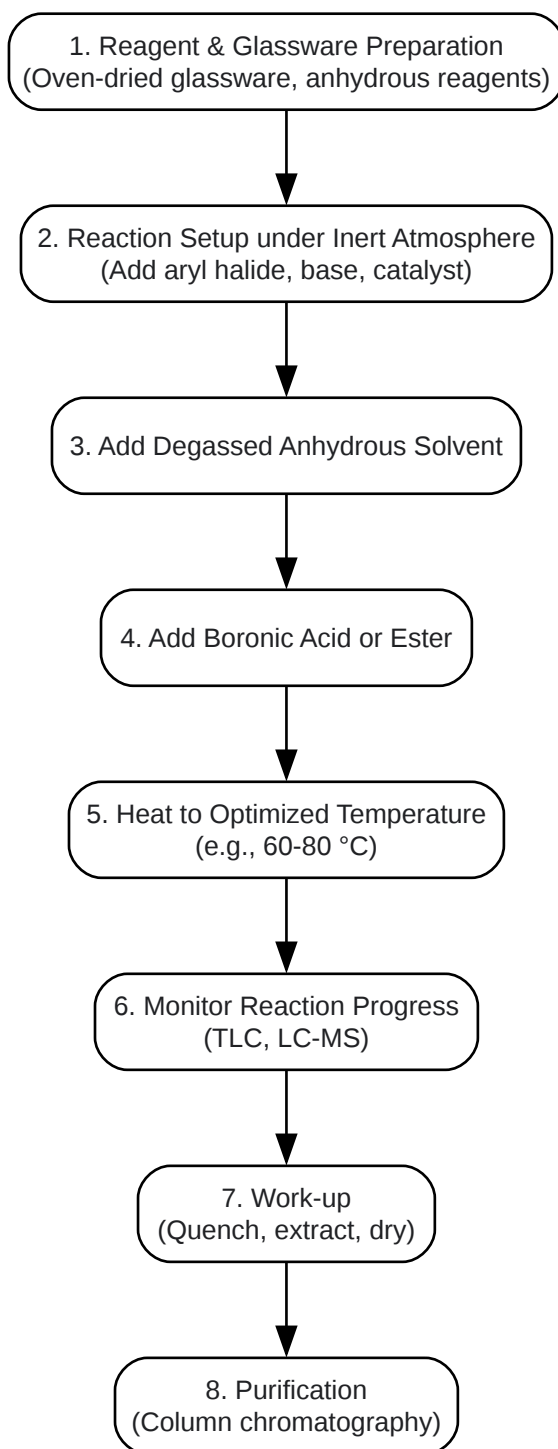 1. Reagent & Glassware Preparation
(Oven-dried glassware, anhydrous reagents)
2. Reaction Setup under Inert Atmosphere
(Add aryl halide, base, catalyst)
3. Add Degassed Anhydrous Solvent
4. Add Boronic Acid or Ester
5. Heat to Optimized Temperature
(e.g., 60-80 °C)
6. Monitor Reaction Progress
(TLC, LC-MS)
7. Work-up
(Quench, extract, dry)
8. Purification
(Column chromatography)